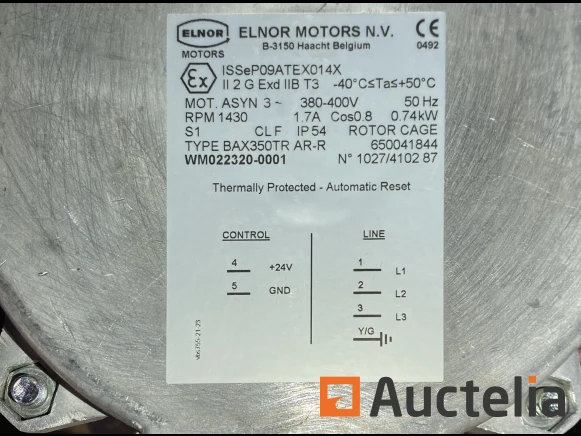 ELNOR
MOTORS
ELNOR MOTORS N.V.
B-3150 Haacht Belgium
CE
0492
Ex
ISSeP09ATEX014X
II 2 G Exd IIB T3 -40°C≤Ta≤+50°C
MOT. ASYN 3~ 380-400V 50 Hz
RPM 1430 1.7A Cos0.8 0.74kW
S1 CL F IP 54 ROTOR CAGE
TYPE BAX350TR AR-R 650041844
WM022320-0001 N° 1027/4102 87
Thermally Protected - Automatic Reset
CONTROL
4 +24V
5 GND
LINE
1 L1
2 L2
3 L3
Y/G
Auctelia